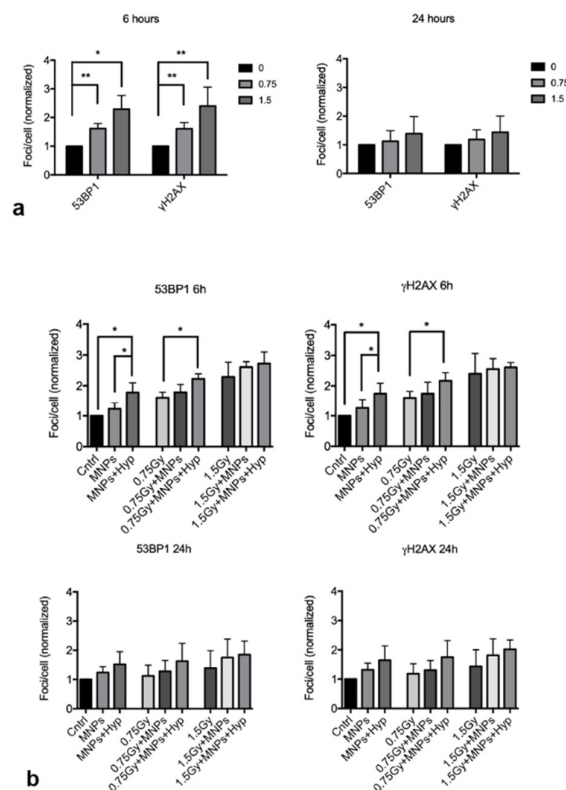 6 hours
Foci/cell (normalized)
4
3
2
1
0
* **
** **
53BP1
γH2AX
0
0.75
1.5
24 hours
Foci/cell (normalized)
4
3
2
1
0
53BP1
γH2AX
0
0.75
1.5
a
53BP1 6h
Foci/cell (normalized)
4
3
2
1
0
* *
*
Cntrl
MNPs
MNPs+Hyp
0.75Gy
0.75Gy+MNPs
0.75Gy+MNPs+Hyp
1.5Gy
1.5Gy+MNPs
1.5Gy+MNPs+Hyp
γH2AX 6h
Foci/cell (normalized)
4
3
2
1
0
* *
*
Cntrl
MNPs
MNPs+Hyp
0.75Gy
0.75Gy+MNPs
0.75Gy+MNPs+Hyp
1.5Gy
1.5Gy+MNPs
1.5Gy+MNPs+Hyp
53BP1 24h
Foci/cell (normalized)
4
3
2
1
0
Cntrl
MNPs
MNPs+Hyp
0.75Gy
0.75Gy+MNPs
0.75Gy+MNPs+Hyp
1.5Gy
1.5Gy+MNPs
1.5Gy+MNPs+Hyp
γH2AX 24h
Foci/cell (normalized)
4
3
2
1
0
Cntrl
MNPs
MNPs+Hyp
0.75Gy
0.75Gy+MNPs
0.75Gy+MNPs+Hyp
1.5Gy
1.5Gy+MNPs
1.5Gy+MNPs+Hyp
b